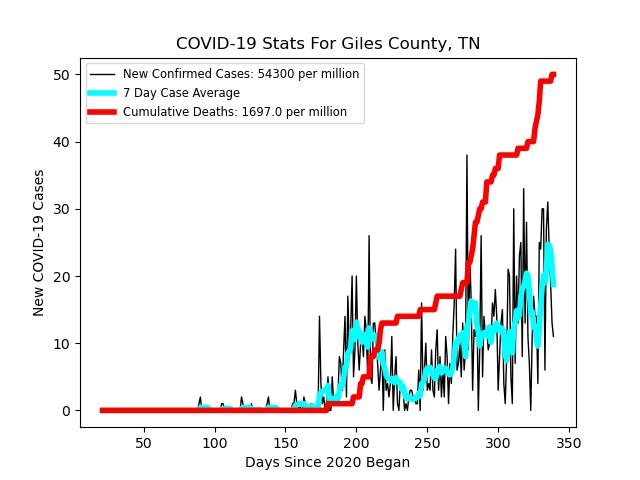 COVID-19 Stats For Giles County, TN
New Confirmed Cases: 54300 per million
7 Day Case Average
Cumulative Deaths: 1697.0 per million
New COVID-19 Cases
50
40
30
20
10
0
50 100 150 200 250 300 350
Days Since 2020 Began